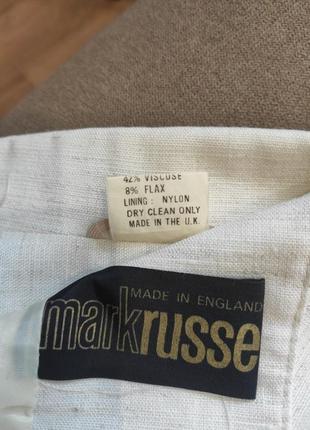 42% VISCOSE
8% FLAX
LINING : NYLON
DRY CLEAN ONLY
MADE IN THE U.K.
MADE IN ENGLAND
markrusse